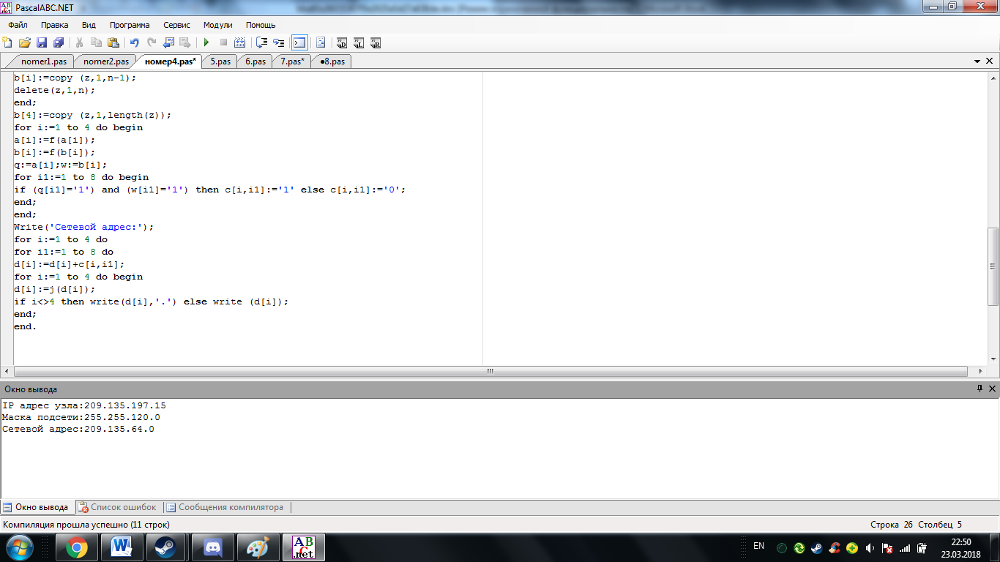 PascalABC.NET
Файл Правка Вид Программа Сервис Модули Помощь
nomer1.pas nomer2.pas номер4.pas* 5.pas 6.pas 7.pas* •8.pas
b[i]:=copy (z,1,n-1);
delete(z,1,n);
end;
b[4]:=copy (z,1,length(z));
for i:=1 to 4 do begin
a[i]:=f(a[i]);
b[i]:=f(b[i]);
q:=a[i];w:=b[i];
for i1:=1 to 8 do begin
if (q[i1]='1') and (w[i1]='1') then c[i,i1]:='1' else c[i,i1]:='0';
end;
end;
Write('Сетевой адрес:');
for i:=1 to 4 do
for i1:=1 to 8 do
d[i]:=d[i]+c[i,i1];
for i:=1 to 4 do begin
d[i]:=j(d[i]);
if i<>4 then write(d[i],'.') else write (d[i]);
end;
end.
Окно вывода
IP адрес узла:209.135.197.15
Маска подсети:255.255.120.0
Сетевой адрес:209.135.64.0
Окно вывода Список ошибок Сообщения компилятора
Компиляция прошла успешно (11 строк) Строка 26 Столбец 5
EN 22:50
23.03.2018